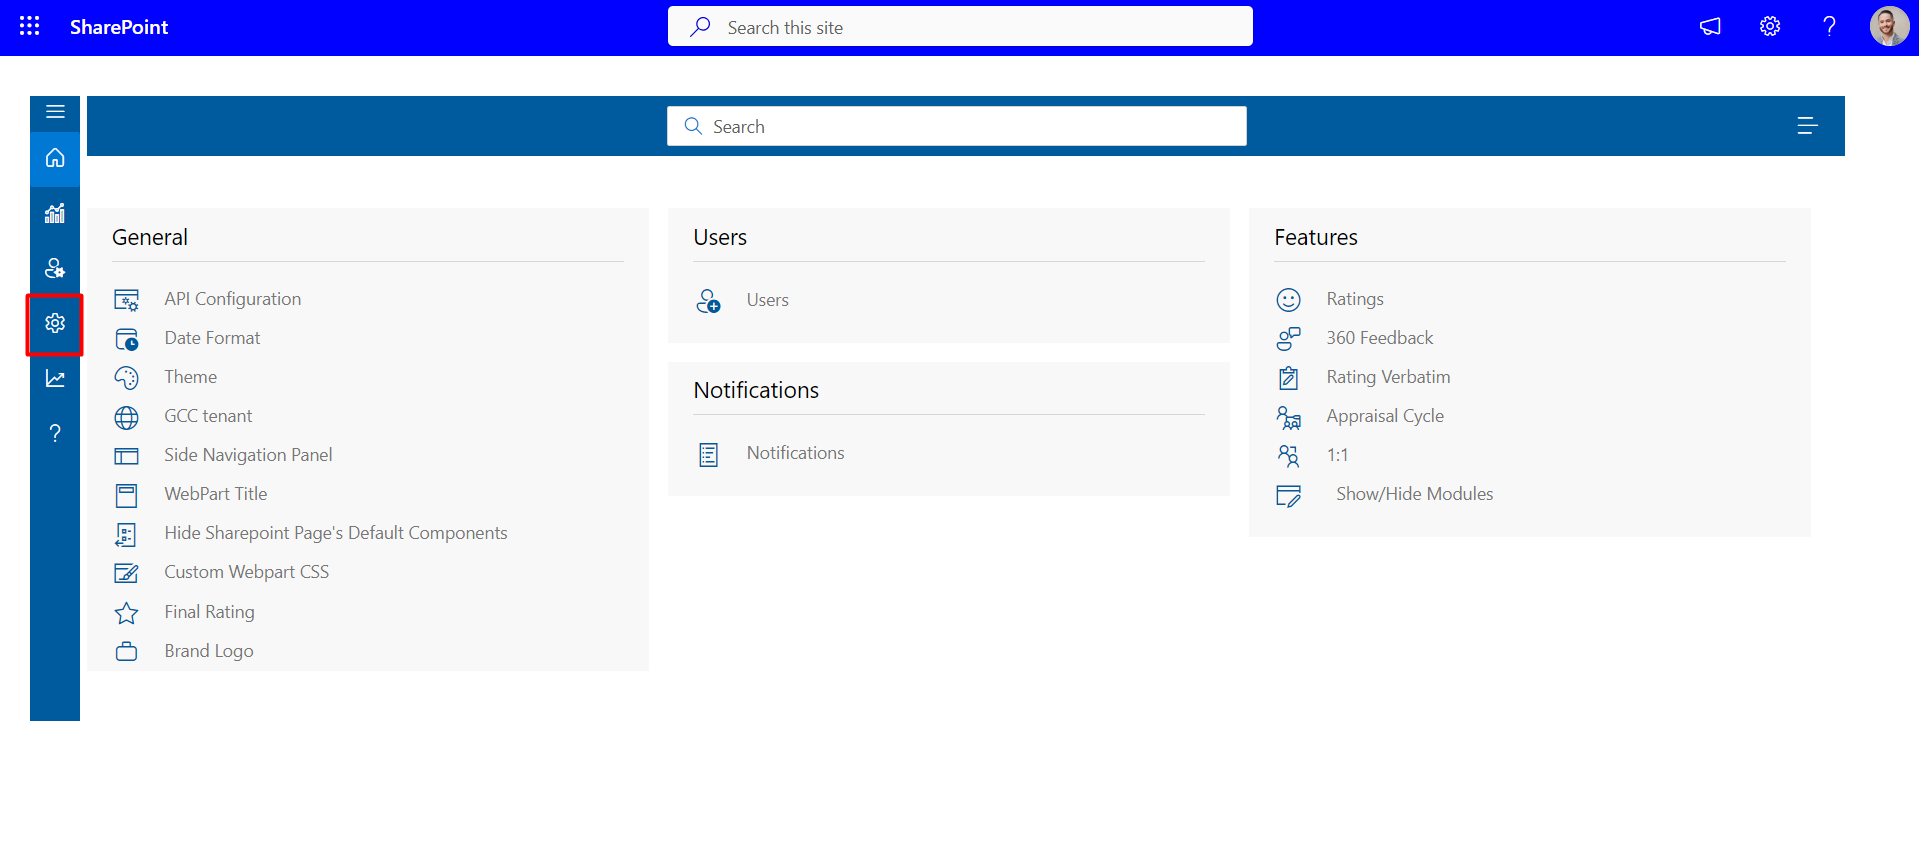 SharePoint
Search this site
Search
General
API Configuration
Date Format
Theme
GCC tenant
Side Navigation Panel
WebPart Title
Hide Sharepoint Page's Default Components
Custom Webpart CSS
Final Rating
Brand Logo
Users
Users
Notifications
Notifications
Features
Ratings
360 Feedback
Rating Verbatim
Appraisal Cycle
1:1
Show/Hide Modules